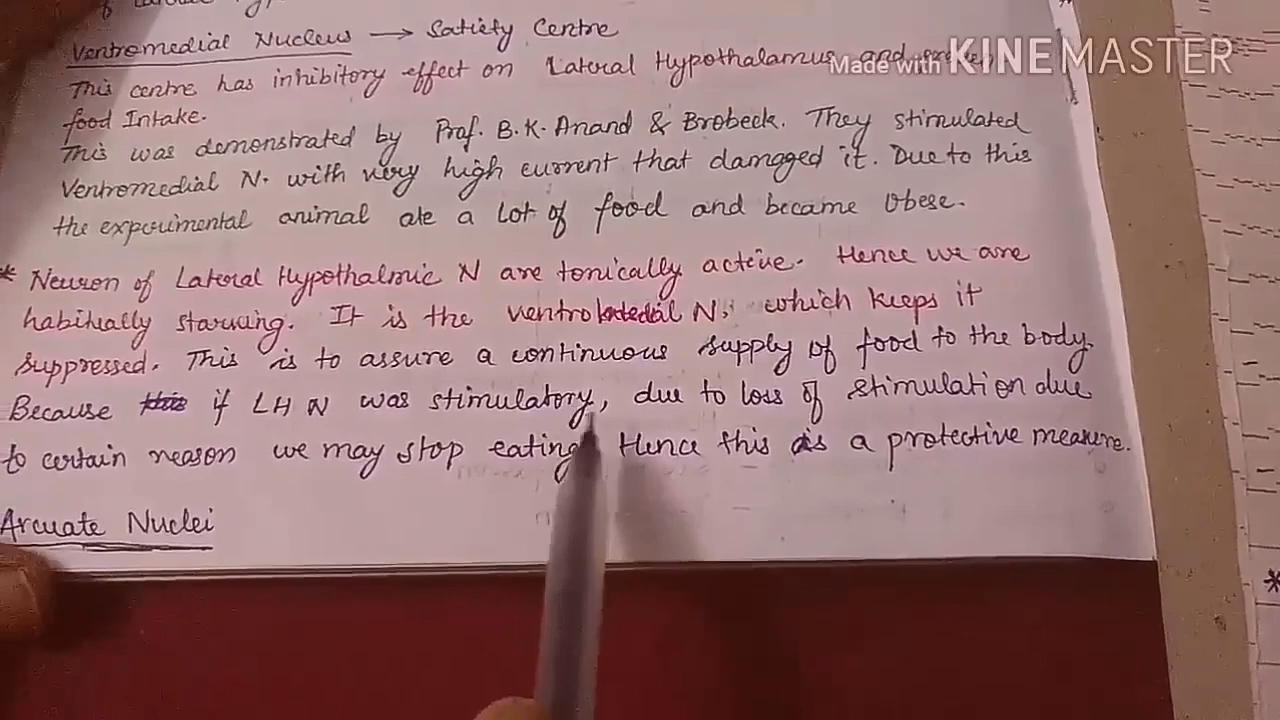 Ventromedial Nucleus → Satiety Centre
This centre has inhibitory effect on Lateral Hypothalamus and
Made with KINEMASTER
food Intake.
This was demonstrated by Prof. B.K. Anand & Brobeck. They stimulated
Ventromedial N. with very high current that damaged it. Due to this
the experimental animal ate a lot of food and became Obese.
* Neuron of Lateral Hypothalmic N are tonically active. Hence we are
habitually starving. It is the ventro N. which keeps it
suppressed. This is to assure a continuous supply of food to the body.
Because if LH N was stimulatory, due to loss of stimulation due
to certain reason we may stop eating Hence this is a protective measure.
Arcuate Nuclei